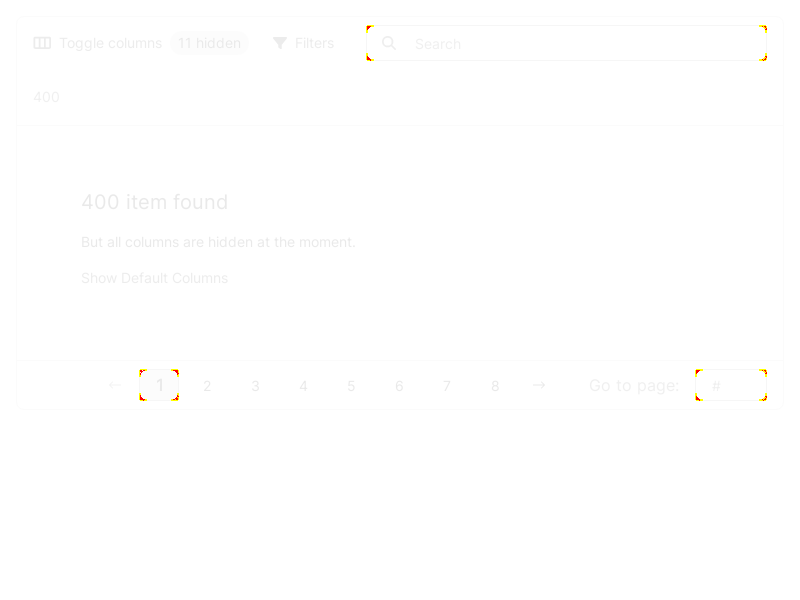 Toggle columns 11 hidden Filters Search
400
400 item found
But all columns are hidden at the moment.
Show Default Columns
← 1 2 3 4 5 6 7 8 → Go to page: #